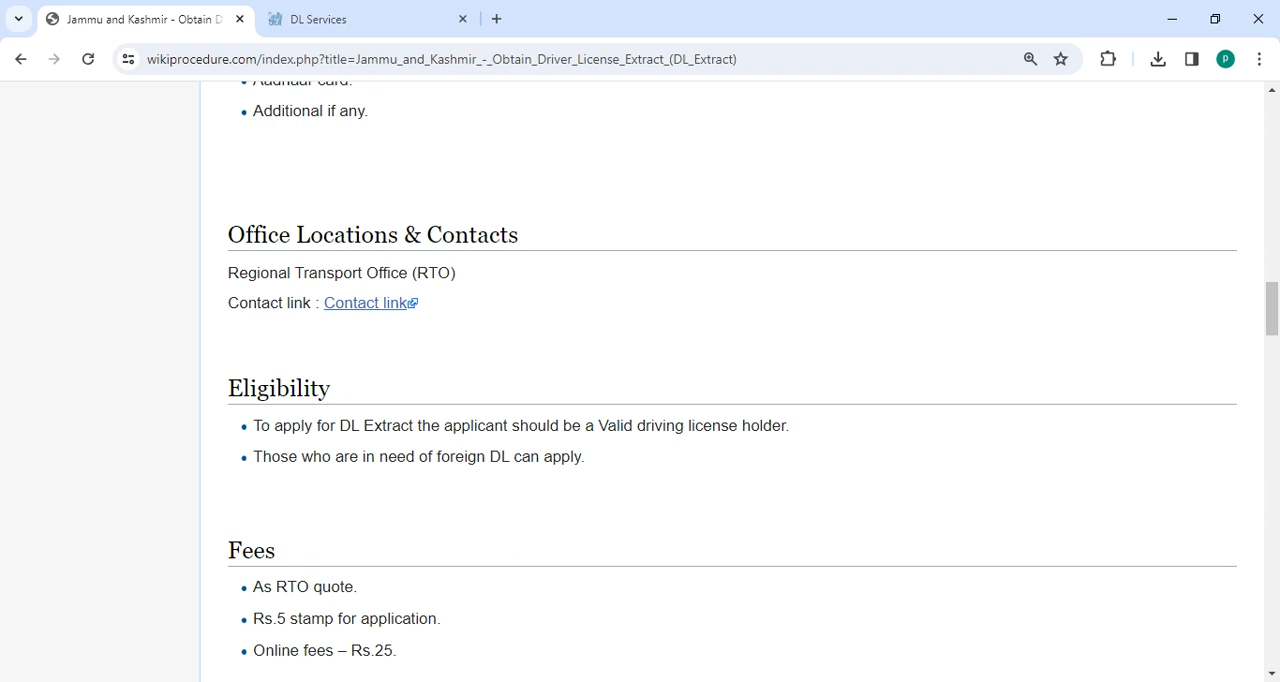 Jammu and Kashmir - Obtain D
DL Services
wikiprocedure.com/index.php?title=Jammu_and_Kashmir_-_Obtain_Driver_License_Extract_(DL_Extract)
P
Aadhaar card.
Additional if any.
Office Locations & Contacts
Regional Transport Office (RTO)
Contact link : Contact link
Eligibility
To apply for DL Extract the applicant should be a Valid driving license holder.
Those who are in need of foreign DL can apply.
Fees
As RTO quote.
Rs.5 stamp for application.
Online fees – Rs.25.